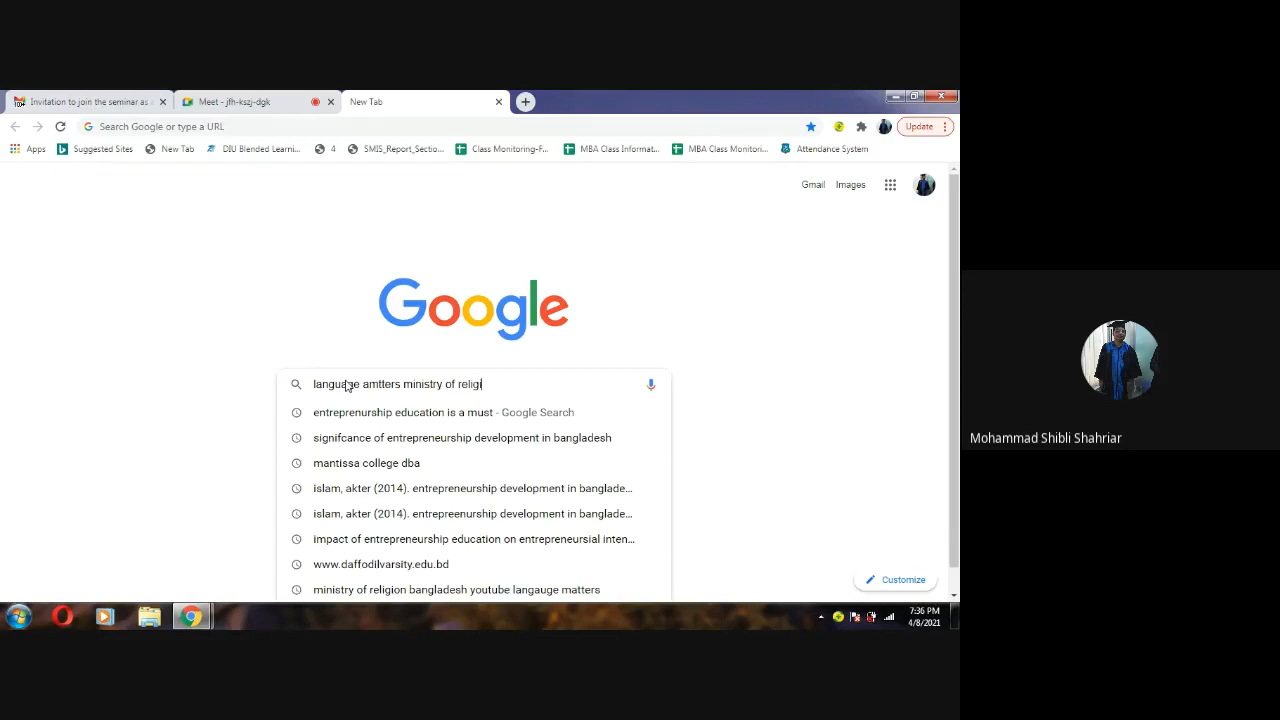 Invitation to join the seminar as
Meet - jfh-kszj-dgk
New Tab
Search Google or type a URL
Update
Apps
Suggested Sites
New Tab
DIU Blended Learni...
4
SMIS_Report_Sectio...
Class Monitoring-F...
MBA Class Informat...
MBA Class Monitori...
Attendance System
Gmail
Images
Google
language amtters ministry of religi
entreprenurship education is a must - Google Search
signifcance of entrepreneurship development in bangladesh
mantissa college dba
islam, akter (2014). entrepreneurship development in banglade...
islam, akter (2014). entrepreenurship development in banglade...
impact of entrepreneurship education on entrepreneursial inten...
www.daffodilvarsity.edu.bd
ministry of religion bangladesh youtube langauge matters
Customize
7:36 PM
4/8/2021
Mohammad Shibli Shahriar